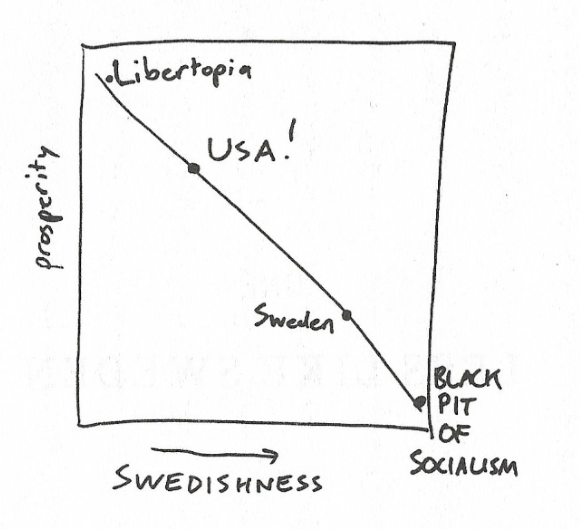 .Libertopia
USA!
prosperity
Sweden
BLACK
PIT
OF
SOCIALISM
SWEDISHNESS